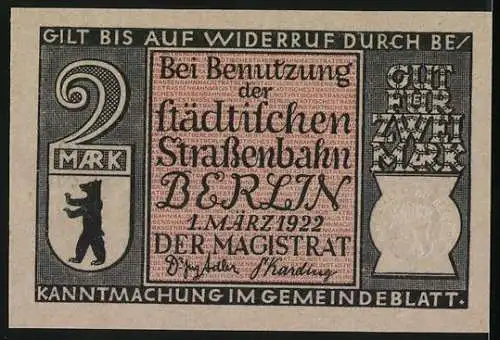 GILT BIS AUF WIDERRUF DURCH BE/
2
MARK
Bei Benutzung
der
städtischen
Straßenbahn
BERLIN
1. MÄRZ 1922
DER MAGISTRAT
GUT
FÜR
ZWEI
MARK
KANNTMACHUNG IM GEMEINDEBLATT.